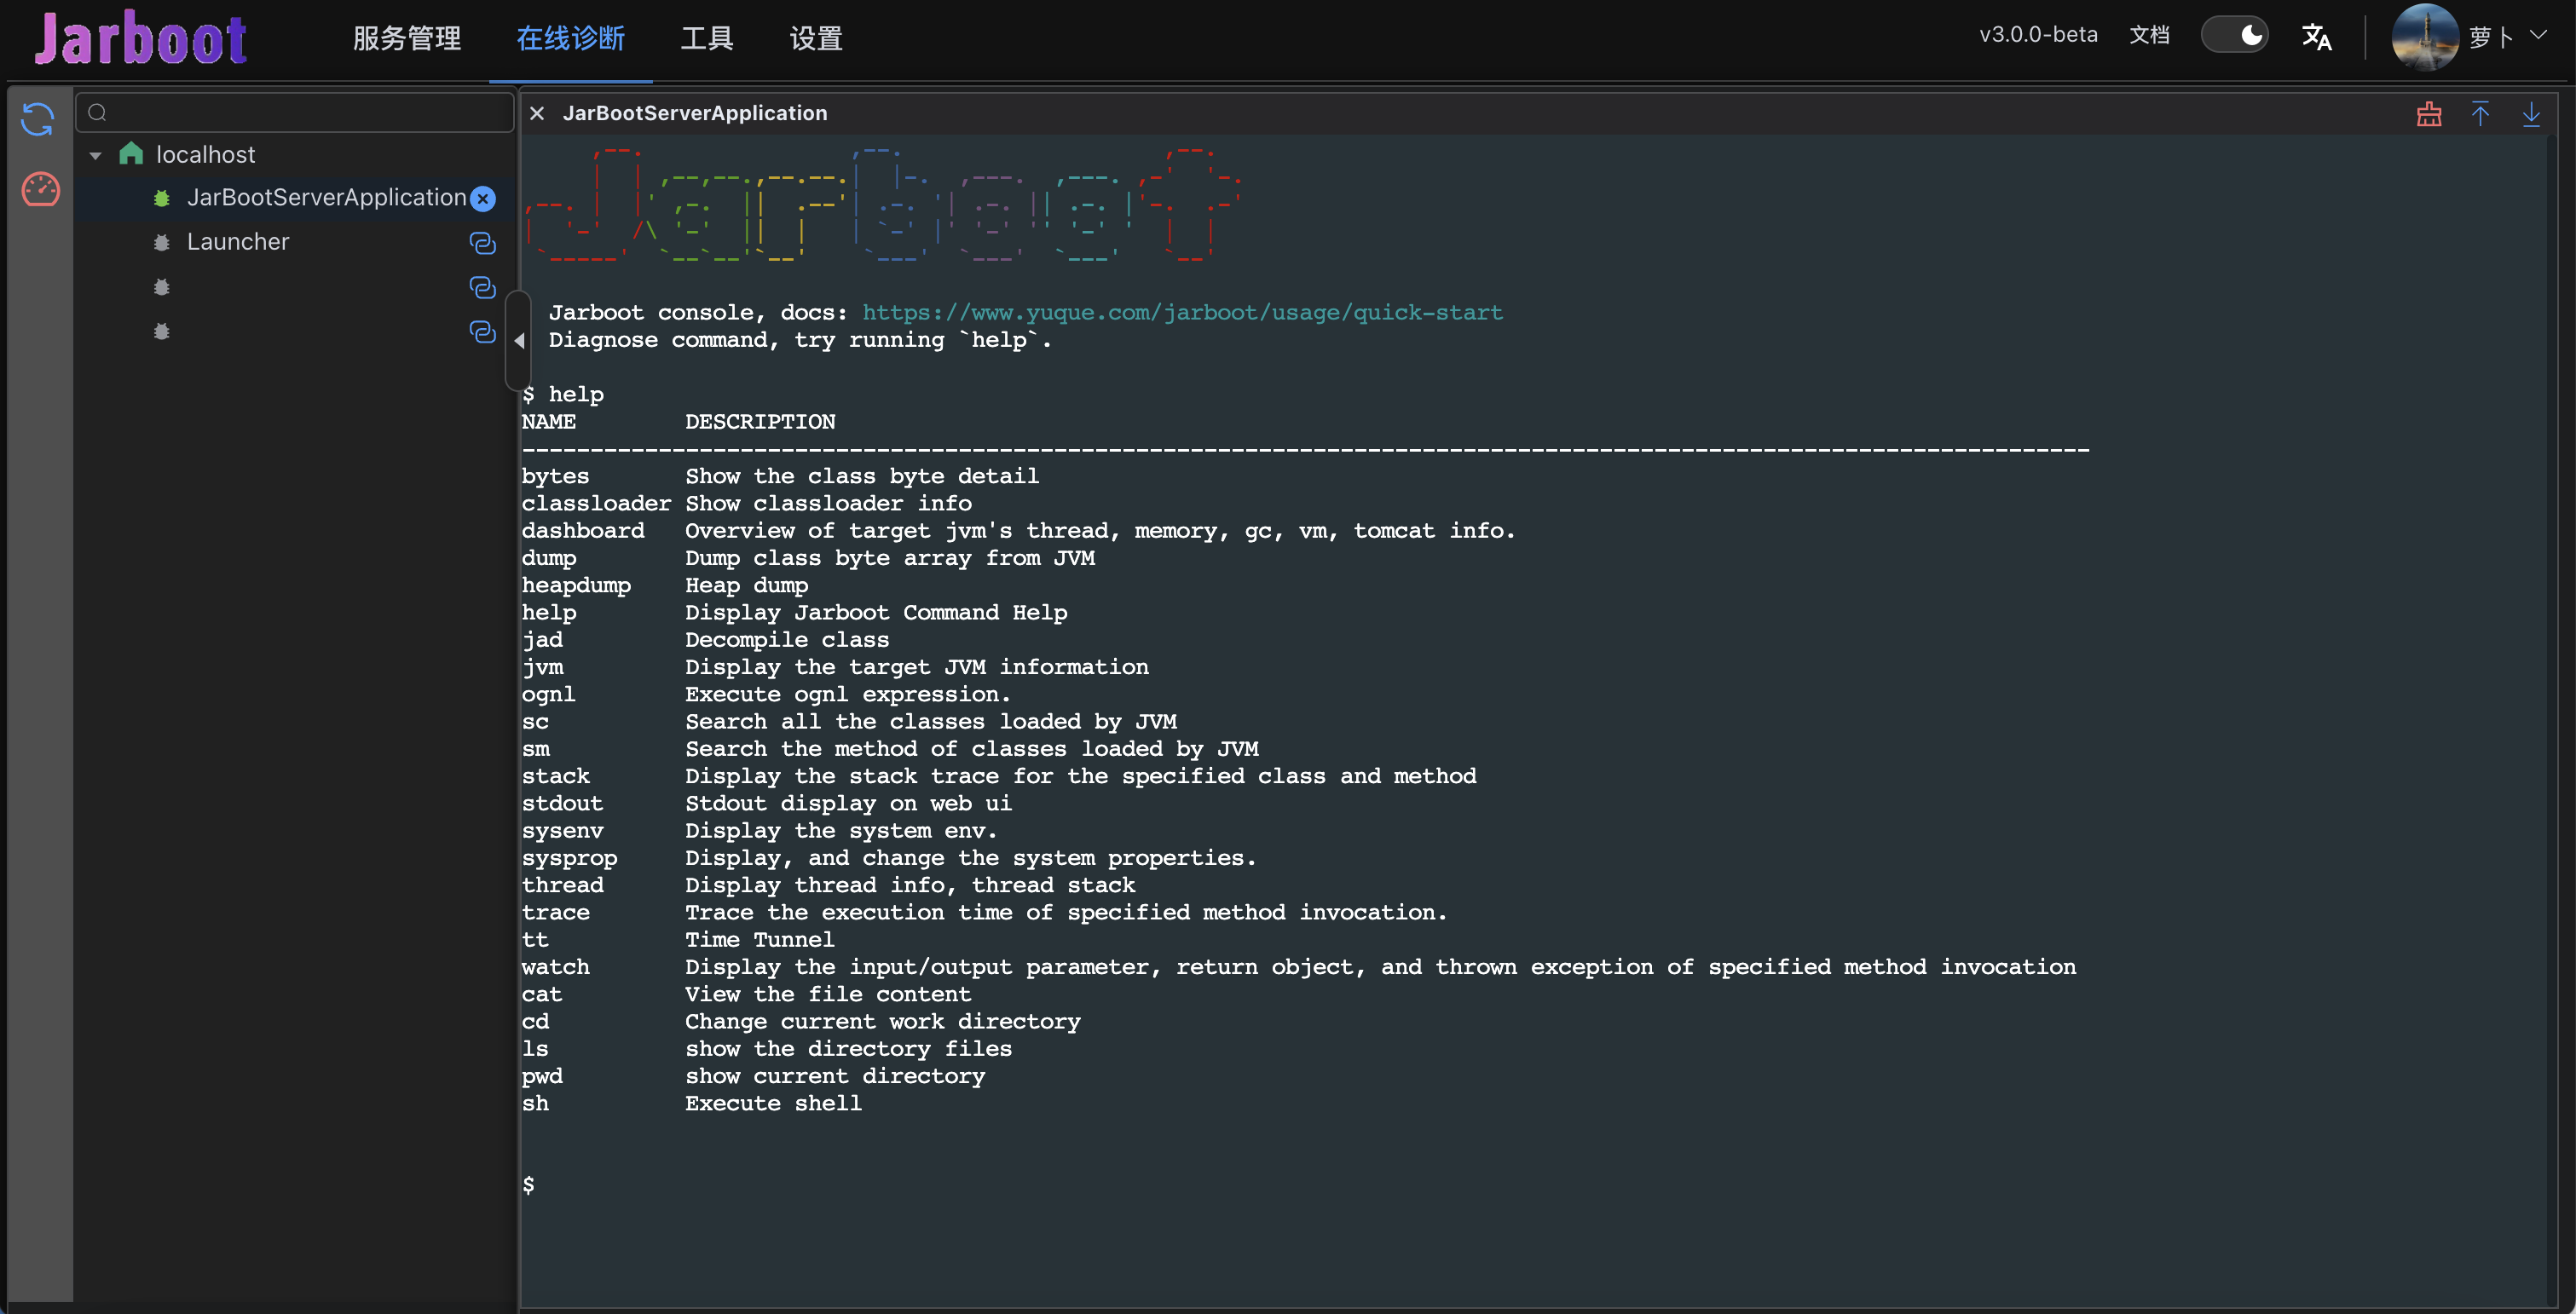 Jarboot 服务管理 在线诊断 工具 设置 v3.0.0-beta 文档 萝卜
localhost
JarBootServerApplication
Launcher
JarBootServerApplication
Jarboot console, docs: https://www.yuque.com/jarboot/usage/quick-start
Diagnose command, try running `help`.
$ help
NAME DESCRIPTION
bytes Show the class byte detail
classloader Show classloader info
dashboard Overview of target jvm's thread, memory, gc, vm, tomcat info.
dump Dump class byte array from JVM
heapdump Heap dump
help Display Jarboot Command Help
jad Decompile class
jvm Display the target JVM information
ognl Execute ognl expression.
sc Search all the classes loaded by JVM
sm Search the method of classes loaded by JVM
stack Display the stack trace for the specified class and method
stdout Stdout display on web ui
sysenv Display the system env.
sysprop Display, and change the system properties.
thread Display thread info, thread stack
trace Trace the execution time of specified method invocation.
tt Time Tunnel
watch Display the input/output parameter, return object, and thrown exception of specified method invocation
cat View the file content
cd Change current work directory
ls show the directory files
pwd show current directory
sh Execute shell
$